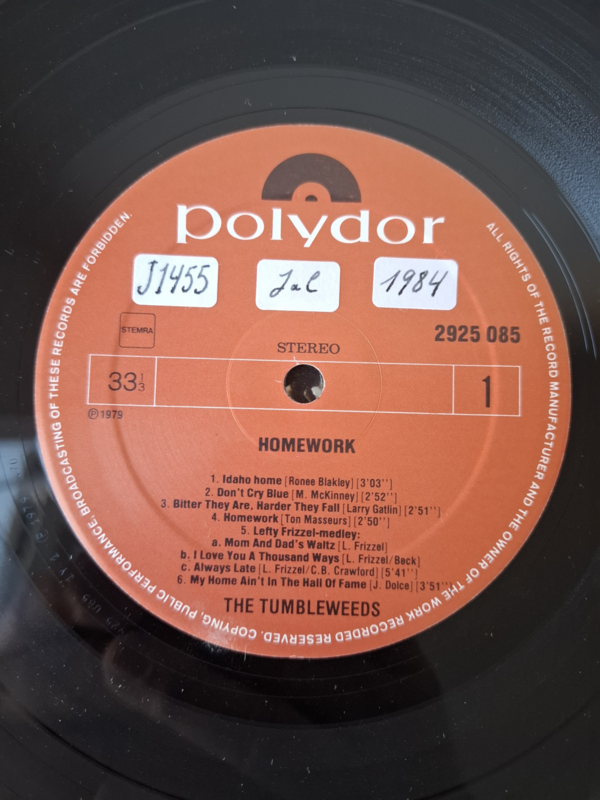 polydor
J1455
JaC
1984
STEMRA
STEREO
2925 085
33 1/3
1
℗1979
HOMEWORK
1. Idaho home [Ronee Blakley] [3'03'']
2. Don't Cry Blue [M. McKinney] [2'52'']
3. Bitter They Are, Harder They Fall [Larry Gatlin] [2'51'']
4. Homework [Ton Masseurs] [2'50'']
5. Lefty Frizzel-medley:
a. Mom And Dad's Waltz [L. Frizzel]
b. I Love You A Thousand Ways [L. Frizzel/Beck]
c. Always Late [L. Frizzel/C.B. Crawford] [5'41'']
6. My Home Ain't In The Hall Of Fame [J. Dolce] [3'51'']
THE TUMBLEWEEDS
ALL RIGHTS OF THE RECORD MANUFACTURER AND THE OWNER OF THE WORK RECORDED RESERVED. COPYING, PUBLIC PERFORMANCE, BROADCASTING OF THESE RECORDS ARE FORBIDDEN.